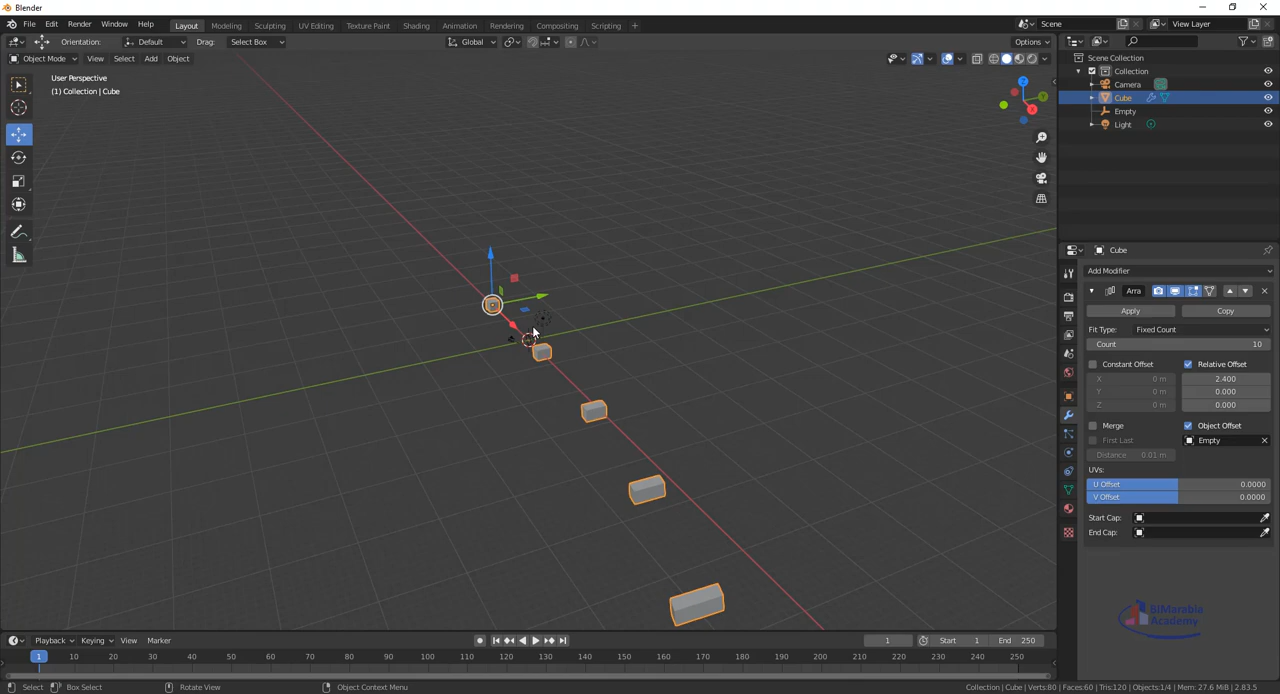 Blender
File Edit Render Window Help Layout Modeling Sculpting UV Editing Texture Paint Shading Animation Rendering Compositing Scripting + Scene View Layer
Orientation: Default Drag: Select Box Global Options
Object Mode View Select Add Object
User Perspective
(1) Collection | Cube
Scene Collection
Collection
Camera
Cube
Empty
Light
Cube
Add Modifier
Arra
Apply Copy
Fit Type: Fixed Count
Count 10
Constant Offset Relative Offset
X 0 m 2.400
Y 0 m 0.000
Z 0 m 0.000
Merge Object Offset
First Last Empty
Distance 0.01 m
UVs:
U Offset 0.0000
V Offset 0.0000
Start Cap:
End Cap:
BIMarabia
Academy
Playback Keying View Marker 1 Start 1 End 250
1 10 20 30 40 50 60 70 80 90 100 110 120 130 140 150 160 170 180 190 200 210 220 230 240 250
Select Box Select Rotate View Object Context Menu Collection | Cube | Verts:80 | Faces:60 | Tris:120 | Objects:1/4 | Mem: 27.6 MiB | 2.83.5